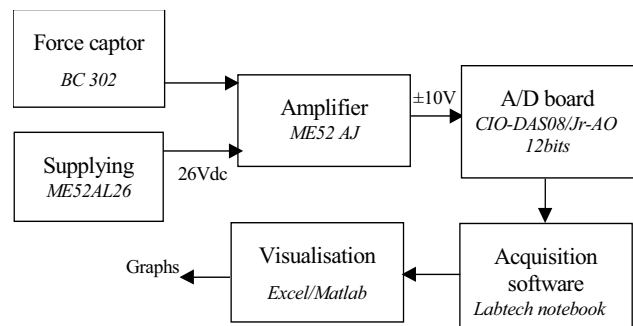 Force captor
BC 302
Supplying
ME52AL26
26Vdc
Amplifier
ME52 AJ
±10V
A/D board
CIO-DAS08/Jr-AO
12bits
Acquisition
software
Labtech notebook
Visualisation
Excel/Matlab
Graphs